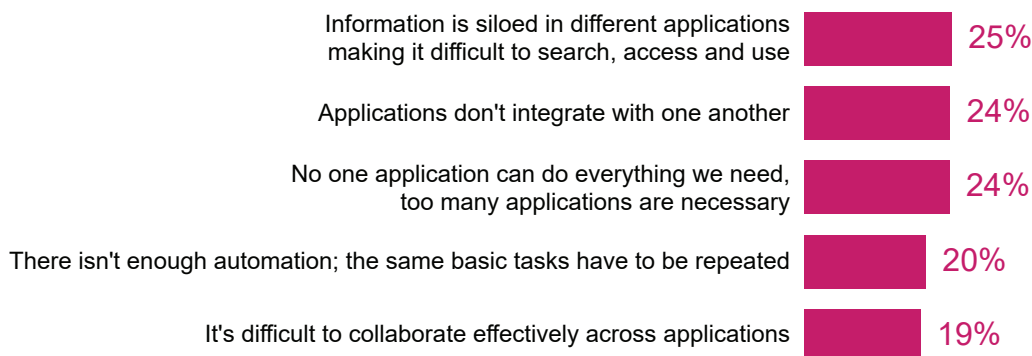 Information is siloed in different applications
making it difficult to search, access and use
25%
Applications don't integrate with one another
24%
No one application can do everything we need,
too many applications are necessary
24%
There isn't enough automation; the same basic tasks have to be repeated
20%
It's difficult to collaborate effectively across applications
19%